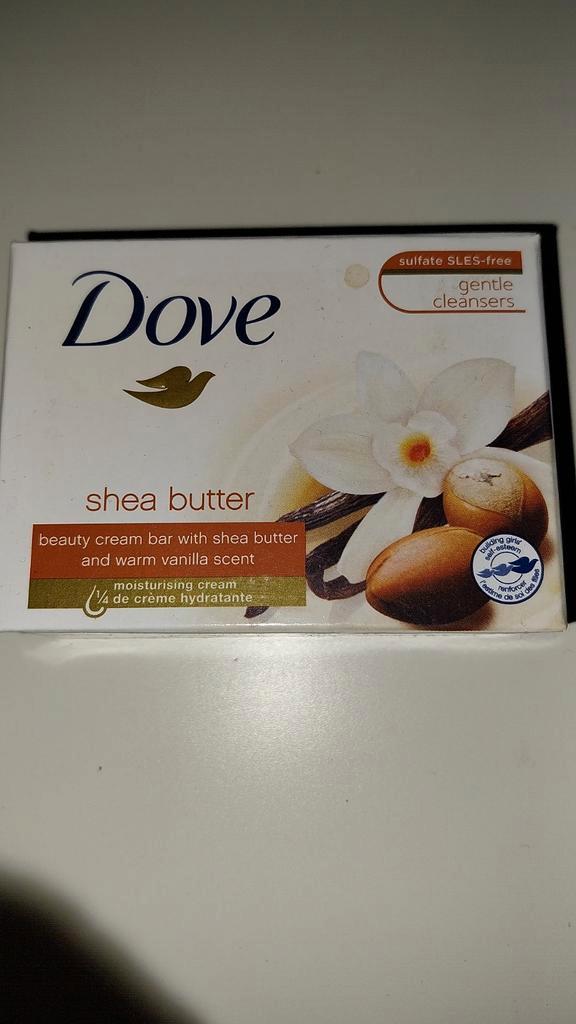 Dove
sulfate SLES-free
gentle
cleansers
shea butter
beauty cream bar with shea butter
and warm vanilla scent
moisturising cream
¼ de crème hydratante
building girls'
self-esteem
renforcer
l'estime de soi des filles